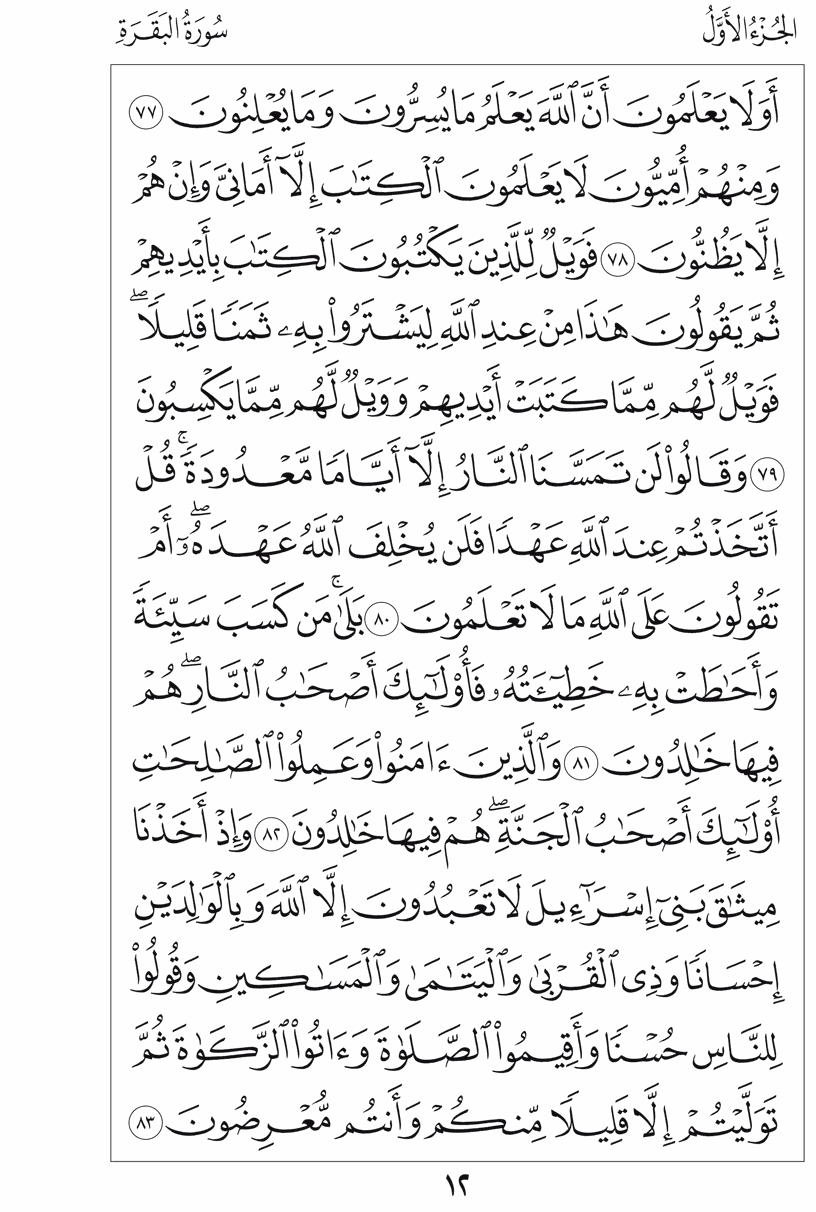 الجُزْءُ الأَوَّلُ
سُورَةُ البَقَرَةِ
أَوَلَا يَعْلَمُونَ أَنَّ ٱللَّهَ يَعْلَمُ مَا يُسِرُّونَ وَمَا يُعْلِنُونَ ٧٧
وَمِنْهُمْ أُمِّيُّونَ لَا يَعْلَمُونَ ٱلْكِتَٰبَ إِلَّآ أَمَانِىَّ وَإِنْ هُمْ
إِلَّا يَظُنُّونَ ٧٨ فَوَيْلٌ لِّلَّذِينَ يَكْتُبُونَ ٱلْكِتَٰبَ بِأَيْدِيهِمْ
ثُمَّ يَقُولُونَ هَٰذَا مِنْ عِندِ ٱللَّهِ لِيَشْتَرُوا۟ بِهِۦ ثَمَنًا قَلِيلًا ۖ
فَوَيْلٌ لَّهُم مِّمَّا كَتَبَتْ أَيْدِيهِمْ وَوَيْلٌ لَّهُم مِّمَّا يَكْسِبُونَ
٧٩ وَقَالُوا۟ لَن تَمَسَّنَا ٱلنَّارُ إِلَّآ أَيَّامًا مَّعْدُودَةً ۚ قُلْ
أَتَّخَذْتُمْ عِندَ ٱللَّهِ عَهْدًا فَلَن يُخْلِفَ ٱللَّهُ عَهْدَهُۥٓ ۖ أَمْ
تَقُولُونَ عَلَى ٱللَّهِ مَا لَا تَعْلَمُونَ ٨٠ بَلَىٰ ۚ مَن كَسَبَ سَيِّئَةً
وَأَحَٰطَتْ بِهِۦ خَطِيٓـَٔتُهُۥ فَأُو۟لَٰٓئِكَ أَصْحَٰبُ ٱلنَّارِ ۖ هُمْ
فِيهَا خَٰلِدُونَ ٨١ وَٱلَّذِينَ ءَامَنُوا۟ وَعَمِلُوا۟ ٱلصَّٰلِحَٰتِ
أُو۟لَٰٓئِكَ أَصْحَٰبُ ٱلْجَنَّةِ ۖ هُمْ فِيهَا خَٰلِدُونَ ٨٢ وَإِذْ أَخَذْنَا
مِيثَٰقَ بَنِىٓ إِسْرَٰٓءِيلَ لَا تَعْبُدُونَ إِلَّا ٱللَّهَ وَبِٱلْوَٰلِدَيْنِ
إِحْسَانًا وَذِى ٱلْقُرْبَىٰ وَٱلْيَتَٰمَىٰ وَٱلْمَسَٰكِينِ وَقُولُوا۟
لِلنَّاسِ حُسْنًا وَأَقِيمُوا۟ ٱلصَّلَوٰةَ وَءَاتُوا۟ ٱلزَّكَوٰةَ ثُمَّ
تَوَلَّيْتُمْ إِلَّا قَلِيلًا مِّنكُمْ وَأَنتُم مُّعْرِضُونَ ٨٣
١٢